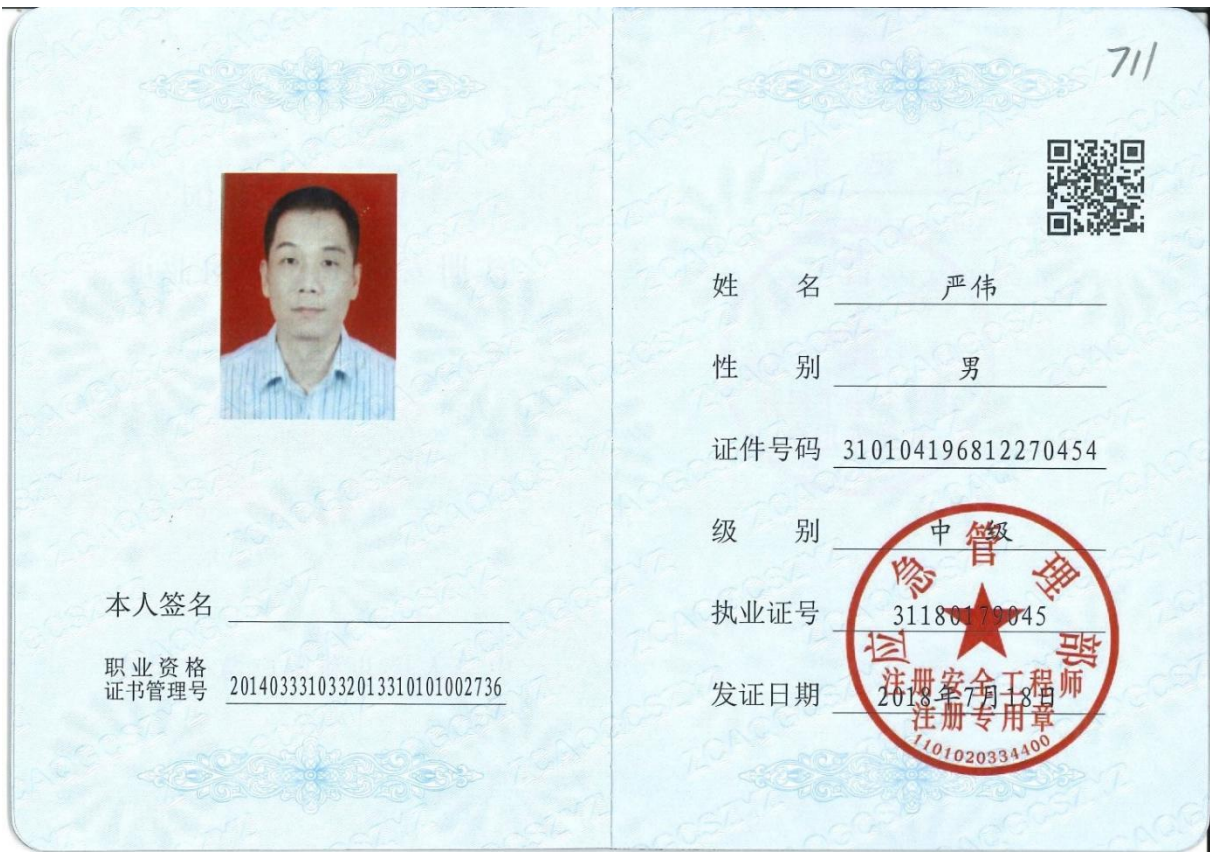 711
姓 名 严伟
性 别 男
证件号码 310104196812270454
级 别 中 级
执业证号 31180179045
发证日期 2018年7月18日
应急管理部
注册安全工程师
注册专用章
1101020334400
本人签名
职业资格
证书管理号 2014033310332013310101002736